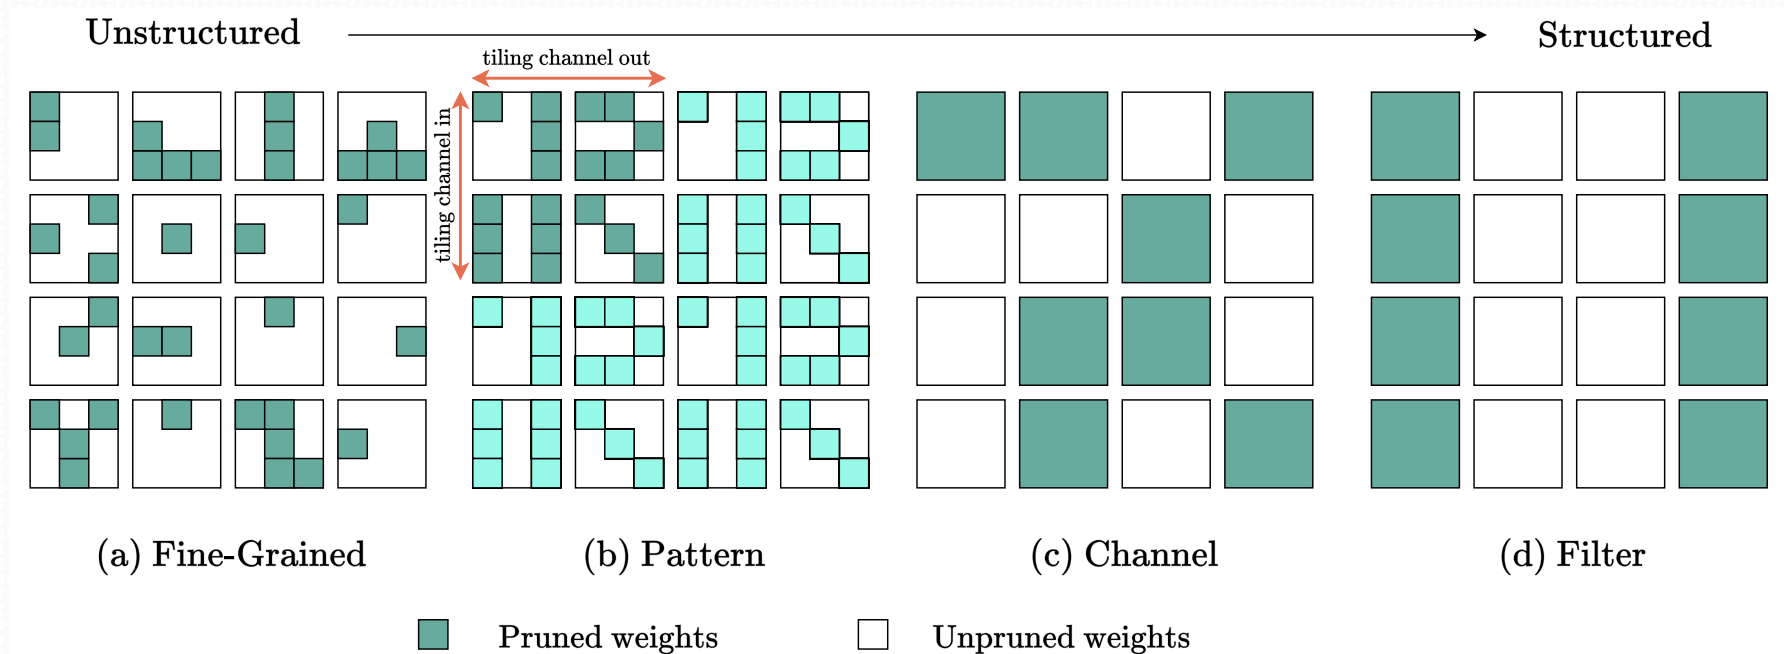 Unstructured
Structured
tiling channel out
tiling channel in
(a) Fine-Grained
(b) Pattern
(c) Channel
(d) Filter
Pruned weights
Unpruned weights